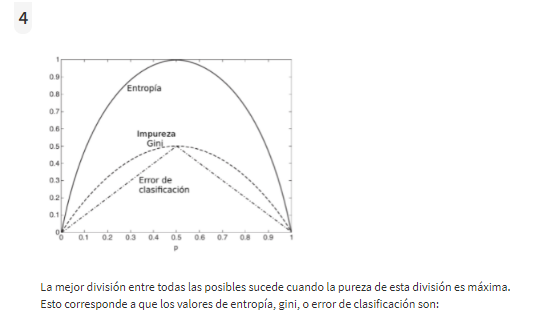 4
1
0.9
0.8
0.7
0.6
0.5
0.4
0.3
0.2
0.1
0
Entropía
Impureza
Gini
Error de
clasificación
0 0.1 0.2 0.3 0.4 0.5 0.6 0.7 0.8 0.9 1
p
La mejor división entre todas las posibles sucede cuando la pureza de esta división es máxima.
Esto corresponde a que los valores de entropía, gini, o error de clasificación son: